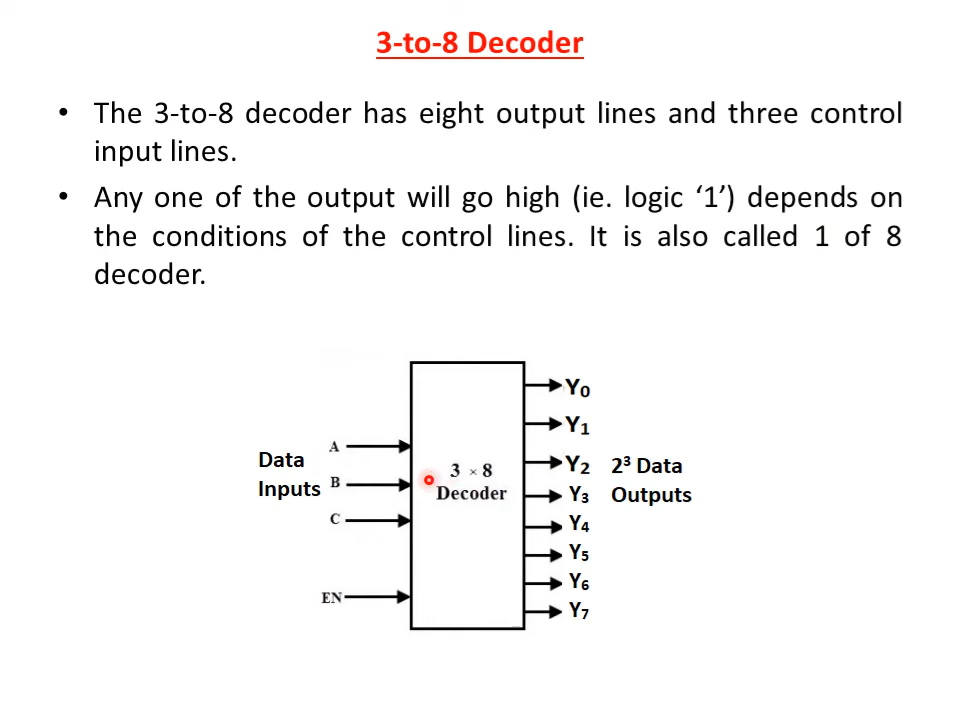 3-to-8 Decoder
• The 3-to-8 decoder has eight output lines and three control
input lines.
• Any one of the output will go high (ie. logic ‘1’) depends on
the conditions of the control lines. It is also called 1 of 8
decoder.
Data
Inputs
A
B
C
EN
3 × 8
Decoder
Y₀
Y₁
Y₂
Y₃
Y₄
Y₅
Y₆
Y₇
2³ Data
Outputs